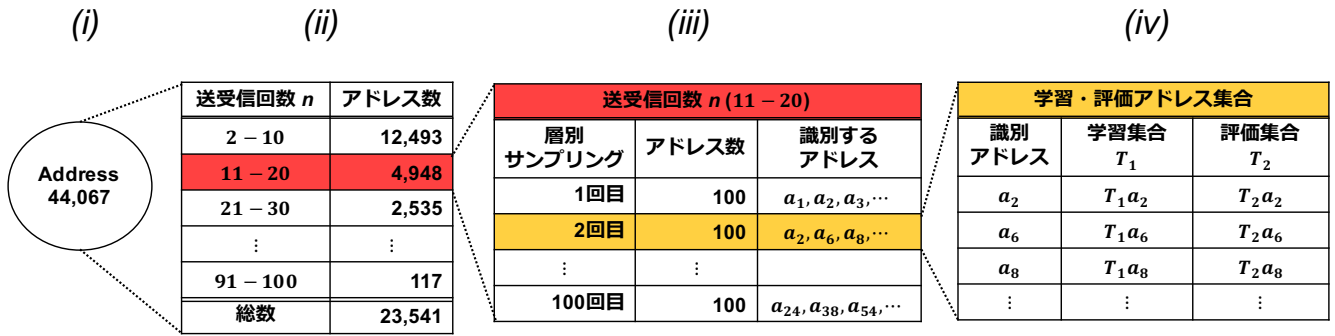 (i)
(ii)
(iii)
(iv)
Address
44,067
送受信回数 n アドレス数
2 − 10 12,493
11 − 20 4,948
21 − 30 2,535
⋮ ⋮
91 − 100 117
総数 23,541
送受信回数 n (11 − 20)
層別
サンプリング アドレス数 識別する
アドレス
1回目 100 a₁, a₂, a₃, ⋯
2回目 100 a₂, a₆, a₈, ⋯
⋮ ⋮
100回目 100 a₂₄, a₃₈, a₅₄, ⋯
学習・評価アドレス集合
識別
アドレス 学習集合
T₁ 評価集合
T₂
a₂ T₁a₂ T₂a₂
a₆ T₁a₆ T₂a₆
a₈ T₁a₈ T₂a₈
⋮ ⋮ ⋮